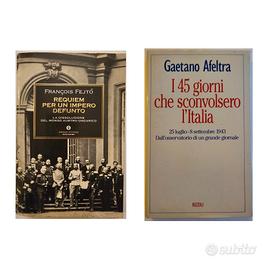 FRANÇOIS FEJTŐ
REQUIEM
PER UN IMPERO
DEFUNTO
LA DISSOLUZIONE
DEL MONDO AUSTRO-UNGARICO
Gaetano Afeltra
I 45 giorni
che sconvolsero
l'Italia
25 luglio - 8 settembre 1943
Dall'osservatorio di un grande giornale
RIZZOLI
subito